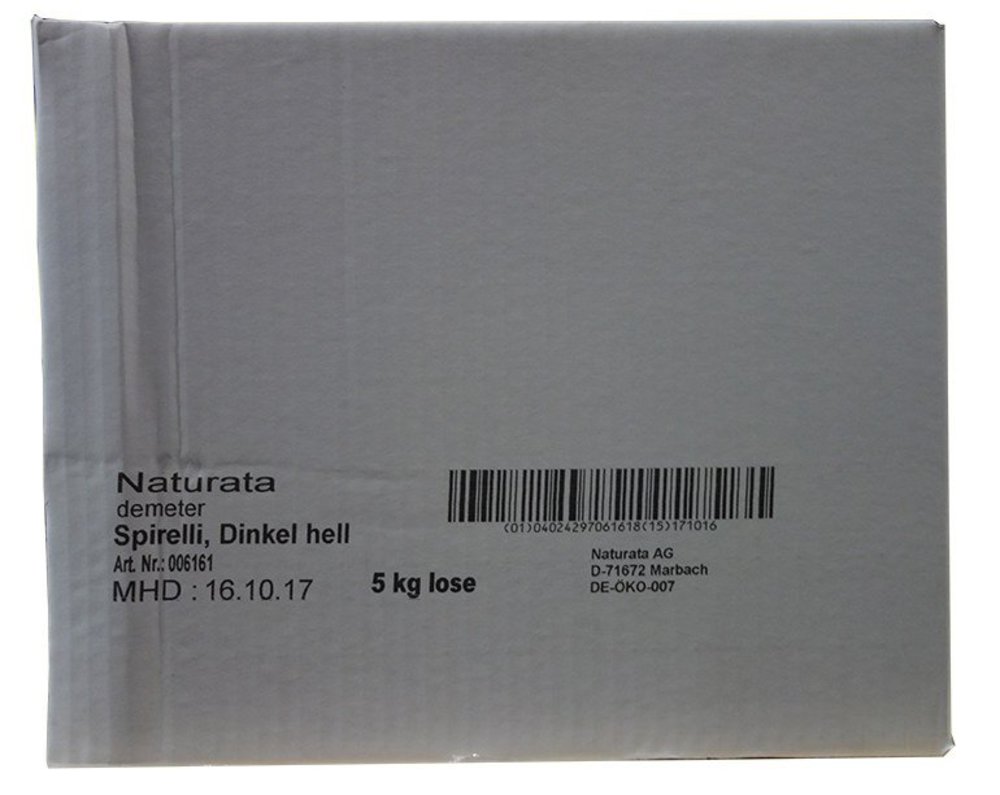 Naturata
demeter
Spirelli, Dinkel hell
Art. Nr.: 006161
MHD : 16.10.17
5 kg lose
(01)04024297061618(15)171016
Naturata AG
D-71672 Marbach
DE-ÖKO-007